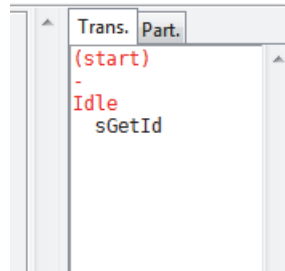 Trans. Part.
(start)
-
Idle
sGetId